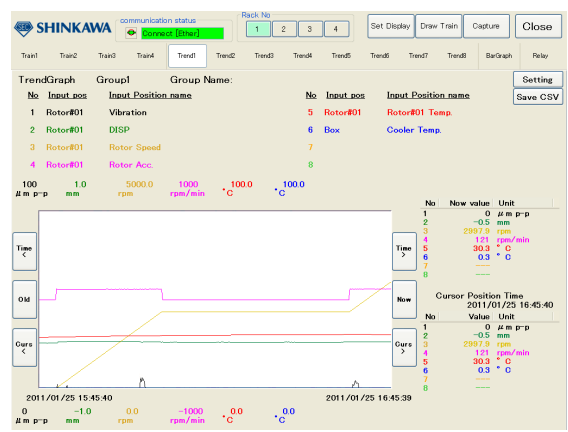 SEC SHINKAWA
communication status
Connect [Ether]
Rack No
1 2 3 4
Set Display Draw Train Capture Close
Train1 Train2 Train3 Train4 Trend1 Trend2 Trend3 Trend4 Trend5 Trend6 Trend7 Trend8 BarGraph Relay
TrendGraph Group1 Group Name:
Setting
Save CSV
No Input pos Input Position name No Input pos Input Position name
1 Rotor#01 Vibration 5 Rotor#01 Rotor#01 Temp.
2 Rotor#01 DISP 6 Box Cooler Temp.
3 Rotor#01 Rotor Speed 7
4 Rotor#01 Rotor Acc. 8
100 1.0 5000.0 1000 100.0 100.0
μm p-p mm rpm rpm/min °C °C
Time <
Old
Curs <
Time >
Now
Curs >
2011/01/25 15:45:40 2011/01/25 16:45:39
0 -1.0 0.0 -1000 0.0 0.0
μm p-p mm rpm rpm/min °C °C
No Now value Unit
1 0 μm p-p
2 -0.5 mm
3 2997.9 rpm
4 121 rpm/min
5 30.3 °C
6 0.3 °C
7 ---
8 ---
Cursor Position Time
2011/01/25 16:45:40
No Value Unit
1 0 μm p-p
2 -0.5 mm
3 2997.9 rpm
4 121 rpm/min
5 30.3 °C
6 0.3 °C
7 ---
8 ---